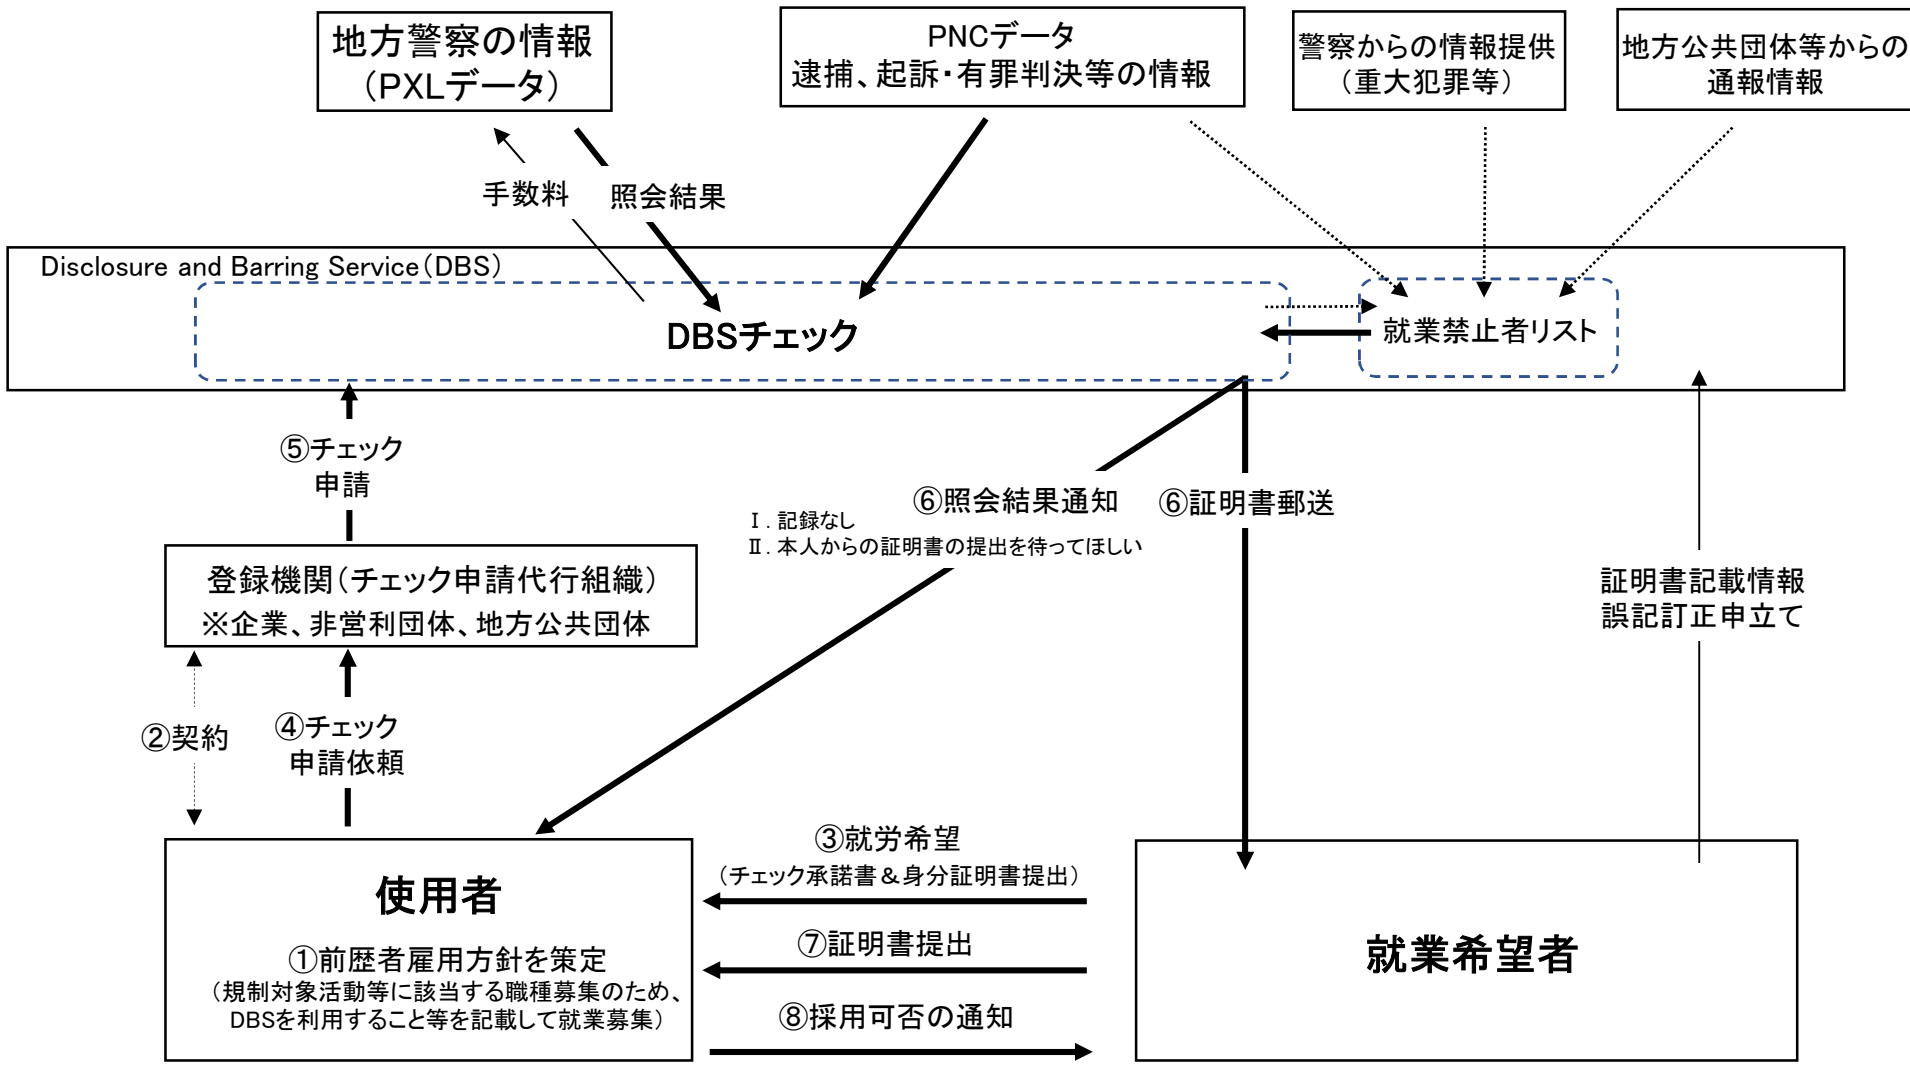 地方警察の情報
（PXLデータ）
PNCデータ
逮捕、起訴・有罪判決等の情報
警察からの情報提供
（重大犯罪等）
地方公共団体等からの
通報情報
手数料
照会結果
Disclosure and Barring Service（DBS）
DBSチェック
就業禁止者リスト
⑤チェック
申請
⑥照会結果通知
Ⅰ．記録なし
Ⅱ．本人からの証明書の提出を待ってほしい
⑥証明書郵送
登録機関（チェック申請代行組織）
※企業、非営利団体、地方公共団体
証明書記載情報
誤記訂正申立て
②契約
④チェック
申請依頼
使用者
①前歴者雇用方針を策定
（規制対象活動等に該当する職種募集のため、
DBSを利用すること等を記載して就業募集）
③就労希望
（チェック承諾書＆身分証明書提出）
⑦証明書提出
⑧採用可否の通知
就業希望者